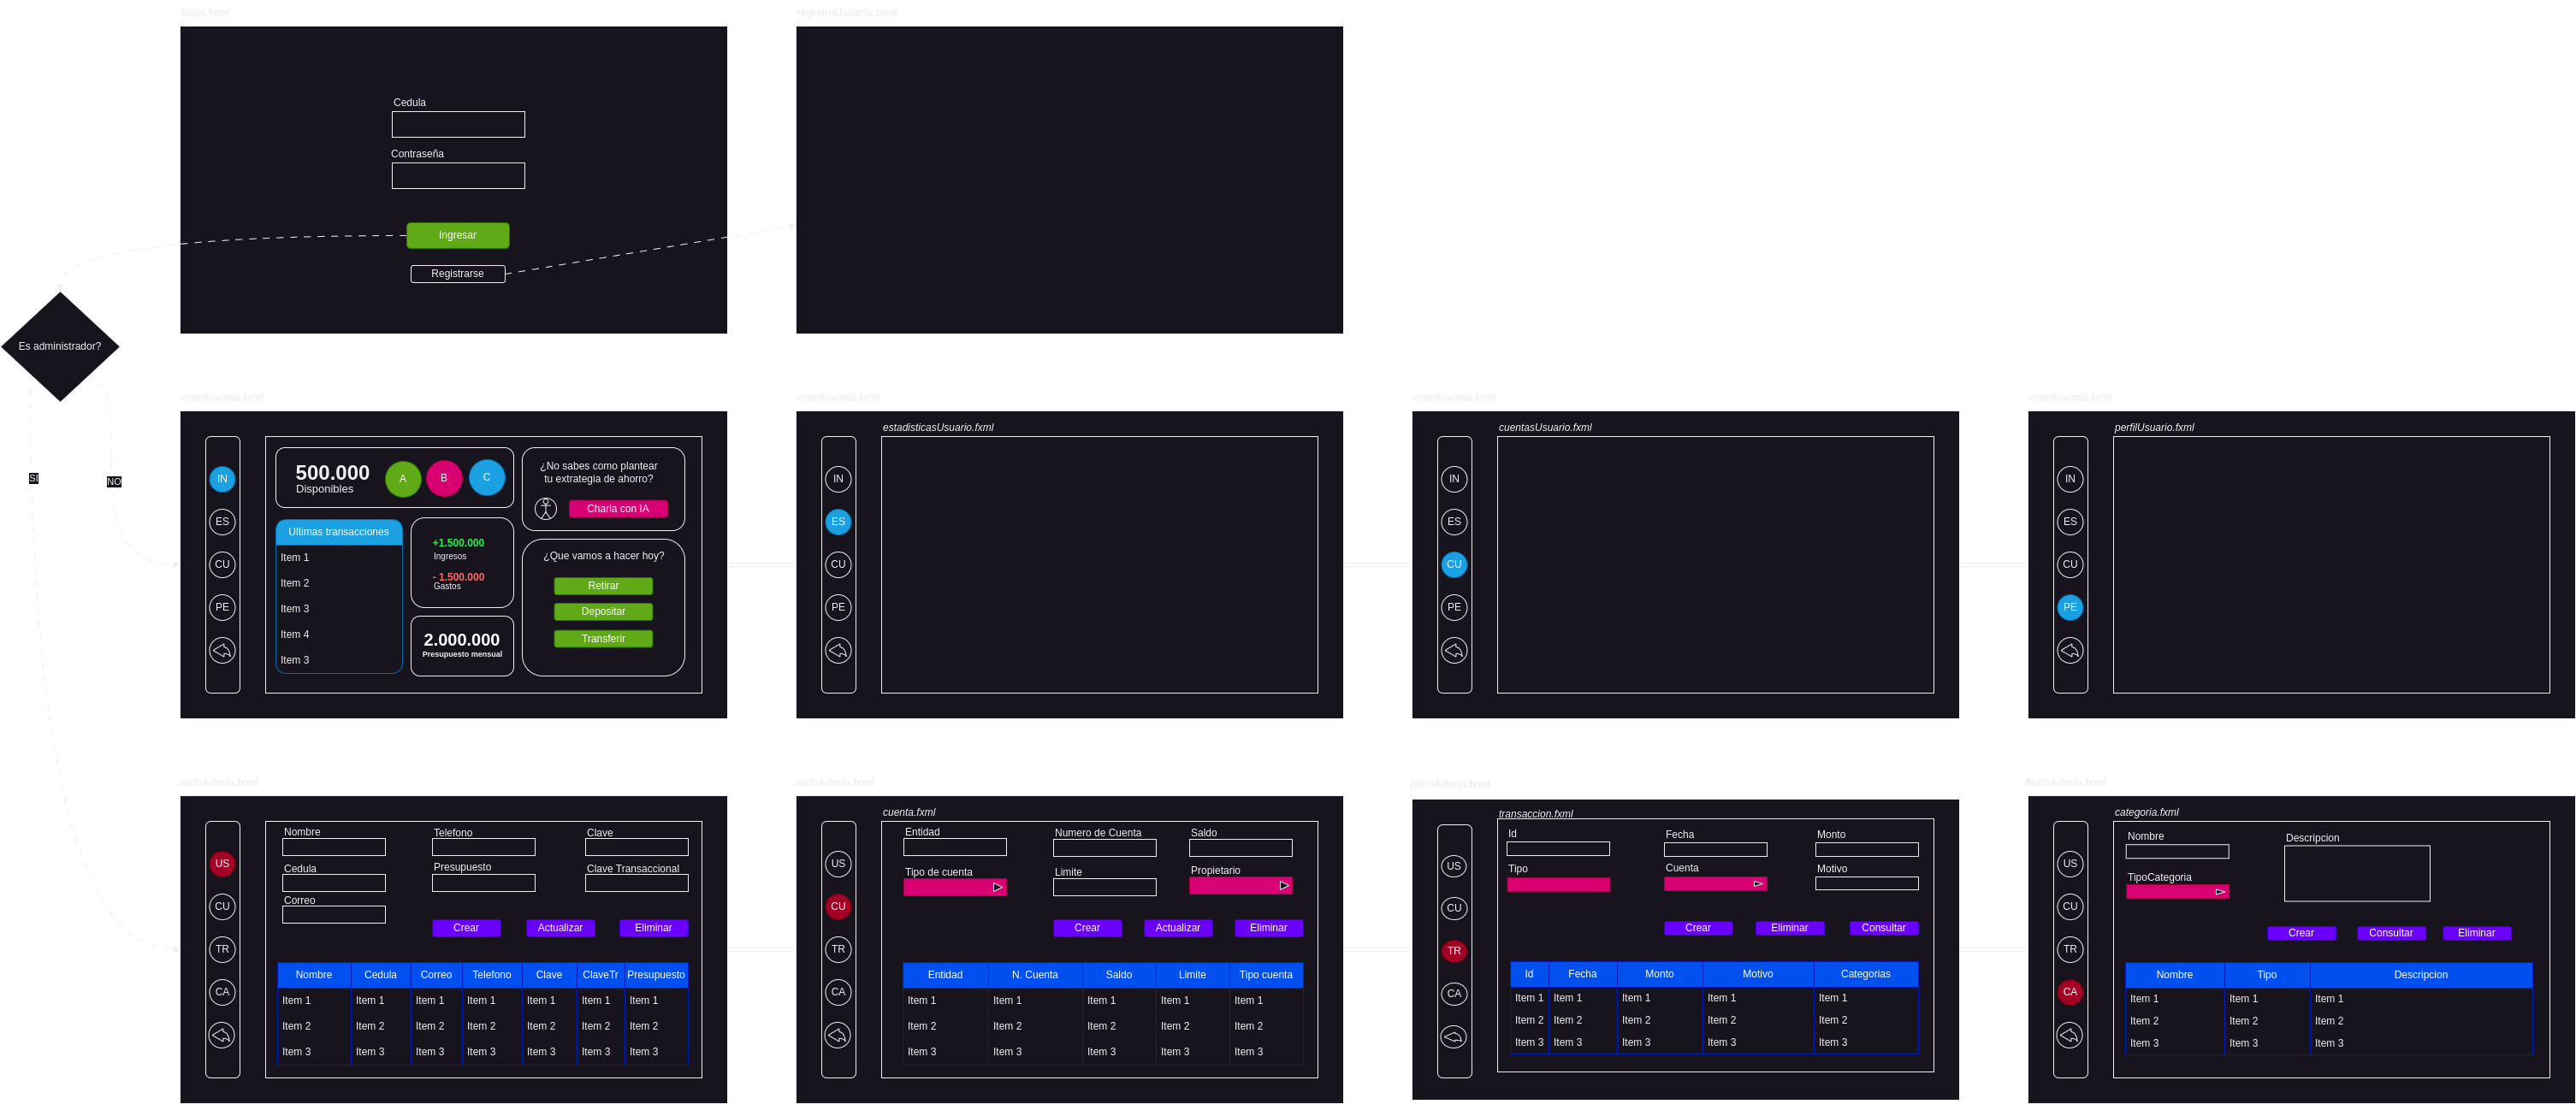 login.fxml
registroUsuario.fxml
Cedula
Contraseña
Ingresar
Registrarse
Es administrador?
SI
NO
mainNormal.fxml
IN
ES
CU
PE
500.000
Disponibles
A
B
C
¿No sabes como plantear
tu extrategia de ahorro?
Charla con IA
Ultimas transacciones
Item 1
Item 2
Item 3
Item 4
Item 3
+1.500.000
Ingresos
- 1.500.000
Gastos
2.000.000
Presupuesto mensual
¿Que vamos a hacer hoy?
Retirar
Depositar
Transferir
mainNormal.fxml
estadisticasUsuario.fxml
IN
ES
CU
PE
mainNormal.fxml
cuentasUsuario.fxml
IN
ES
CU
PE
mainNormal.fxml
perfilUsuario.fxml
IN
ES
CU
PE
mainAdmin.fxml
US
CU
TR
CA
Nombre
Telefono
Clave
Cedula
Presupuesto
Clave Transaccional
Correo
Crear
Actualizar
Eliminar
Nombre Cedula Correo Telefono Clave ClaveTr Presupuesto
Item 1 Item 1 Item 1 Item 1 Item 1 Item 1 Item 1
Item 2 Item 2 Item 2 Item 2 Item 2 Item 2 Item 2
Item 3 Item 3 Item 3 Item 3 Item 3 Item 3 Item 3
mainAdmin.fxml
cuenta.fxml
US
CU
TR
CA
Entidad
Numero de Cuenta
Saldo
Tipo de cuenta
Limite
Propietario
Crear
Actualizar
Eliminar
Entidad N. Cuenta Saldo Limite Tipo cuenta
Item 1 Item 1 Item 1 Item 1 Item 1
Item 2 Item 2 Item 2 Item 2 Item 2
Item 3 Item 3 Item 3 Item 3 Item 3
mainAdmin.fxml
transaccion.fxml
US
CU
TR
CA
Id
Fecha
Monto
Tipo
Cuenta
Motivo
Crear
Eliminar
Consultar
Id Fecha Monto Motivo Categorias
Item 1 Item 1 Item 1 Item 1 Item 1
Item 2 Item 2 Item 2 Item 2 Item 2
Item 3 Item 3 Item 3 Item 3 Item 3
mainAdmin.fxml
categoria.fxml
US
CU
TR
CA
Nombre
Descripcion
TipoCategoria
Crear
Consultar
Eliminar
Nombre Tipo Descripcion
Item 1 Item 1 Item 1
Item 2 Item 2 Item 2
Item 3 Item 3 Item 3